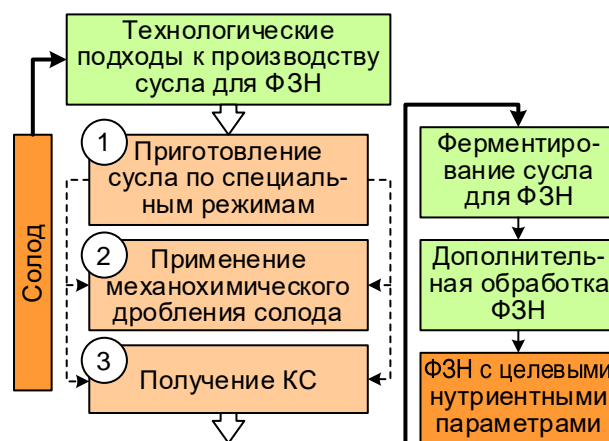 Технологические
подходы к производству
сусла для ФЗН
Солод
1
Приготовление
сусла по специаль-
ным режимам
2
Применение
механохимического
дробления солода
3
Получение КС
Ферментиро-
вание сусла
для ФЗН
Дополнитель-
ная обработка
ФЗН
ФЗН с целевыми
нутриентными
параметрами